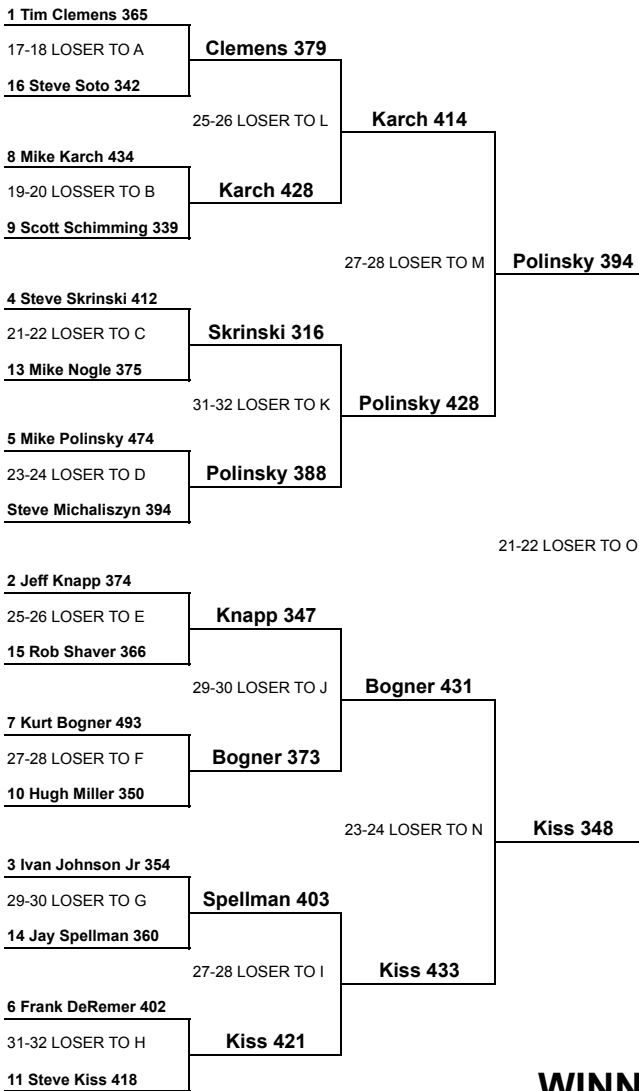 1 Tim Clemens 365
17-18 LOSER TO A
Clemens 379
16 Steve Soto 342
25-26 LOSER TO L
Karch 414
8 Mike Karch 434
19-20 LOSSER TO B
Karch 428
9 Scott Schimming 339
27-28 LOSER TO M
Polinsky 394
4 Steve Skrinski 412
21-22 LOSER TO C
Skrinski 316
13 Mike Nogle 375
31-32 LOSER TO K
Polinsky 428
5 Mike Polinsky 474
23-24 LOSER TO D
Polinsky 388
Steve Michaliszyn 394
21-22 LOSER TO O
2 Jeff Knapp 374
25-26 LOSER TO E
Knapp 347
15 Rob Shaver 366
29-30 LOSER TO J
Bogner 431
7 Kurt Bogner 493
27-28 LOSER TO F
Bogner 373
10 Hugh Miller 350
23-24 LOSER TO N
Kiss 348
3 Ivan Johnson Jr 354
29-30 LOSER TO G
Spellman 403
14 Jay Spellman 360
27-28 LOSER TO I
Kiss 433
6 Frank DeRemer 402
31-32 LOSER TO H
Kiss 421
11 Steve Kiss 418
WINN